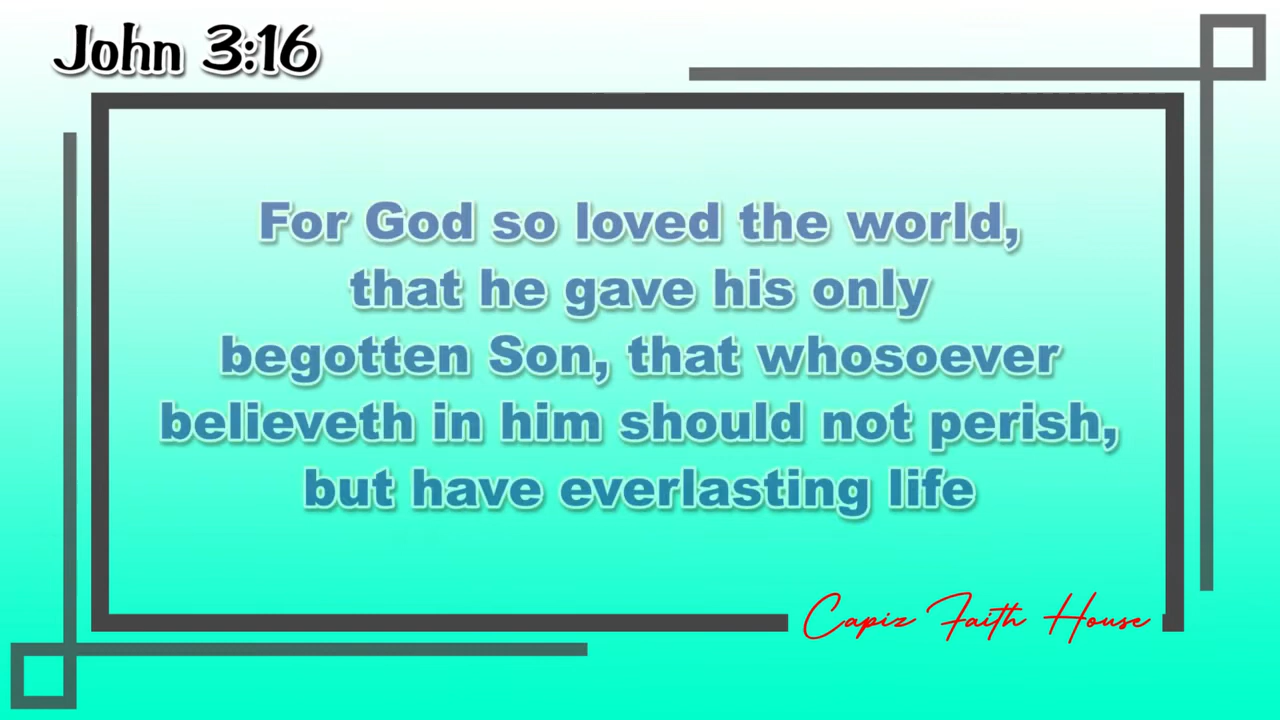 John 3:16
For God so loved the world,
that he gave his only
begotten Son, that whosoever
believeth in him should not perish,
but have everlasting life
Capiz Faith House